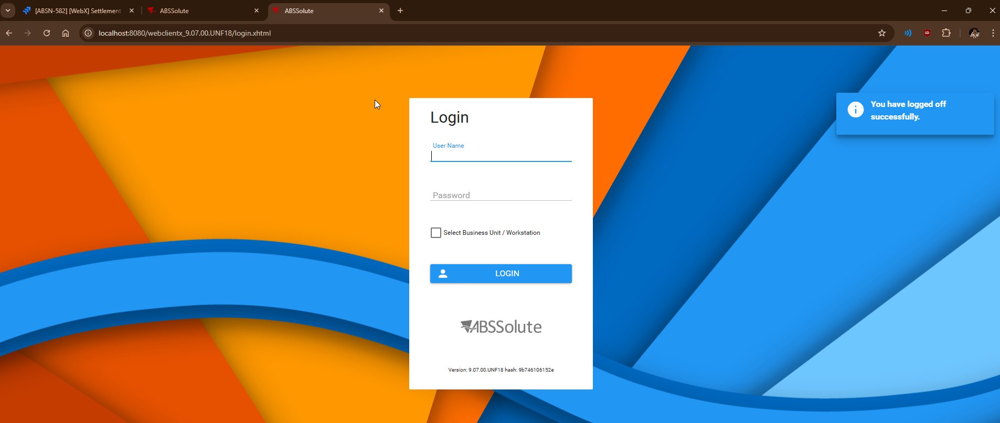 [ABSN-582] [WebX] Settlement
ABSSolute
ABSSolute
localhost:8080/webclientx_9.07.00.UNF18/login.xhtml
You have logged off
successfully.
Login
User Name
Password
Select Business Unit / Workstation
LOGIN
ABSSolute
Version: 9.07.00.UNF18 hash: 9b746106152e